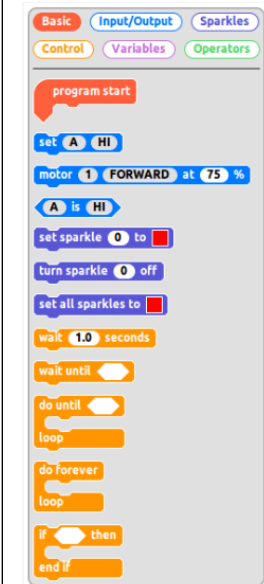 Basic Input/Output Sparkles
Control Variables Operators
program start
set A HI
motor 1 FORWARD at 75 %
A is HI
set sparkle 0 to
turn sparkle 0 off
set all sparkles to
wait 1.0 seconds
wait until
do until
loop
do forever
loop
if then
end if